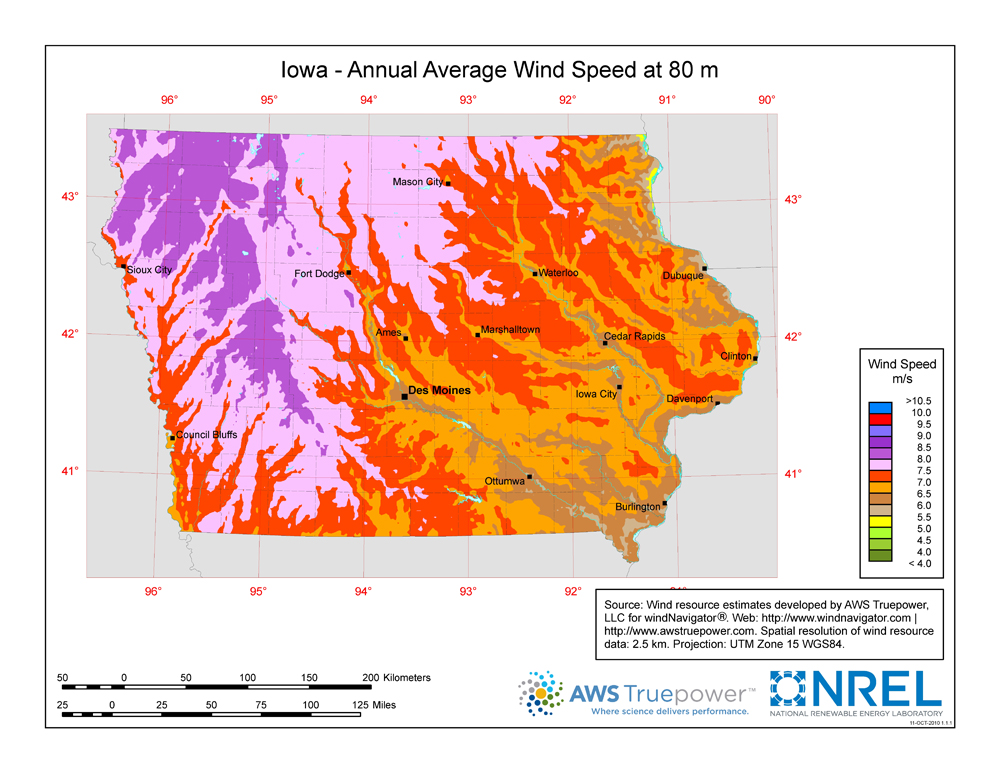 Iowa - Annual Average Wind Speed at 80 m
96° 95° 94° 93° 92° 91° 90°
43° 43°
Mason City
Sioux City
Fort Dodge
Waterloo
Dubuque
42° 42°
Ames
Marshalltown
Cedar Rapids
Clinton
Des Moines
Iowa City
Davenport
Council Bluffs
41° 41°
Ottumwa
Burlington
Wind Speed
m/s
>10.5
10.0
9.5
9.0
8.5
8.0
7.5
7.0
6.5
6.0
5.5
5.0
4.5
4.0
< 4.0
96° 95° 94° 93° 92°
Source: Wind resource estimates developed by AWS Truepower,
LLC for windNavigator®. Web: http://www.windnavigator.com |
http://www.awstruepower.com. Spatial resolution of wind resource
data: 2.5 km. Projection: UTM Zone 15 WGS84.
50 0 50 100 150 200 Kilometers
25 0 25 50 75 100 125 Miles
AWS Truepower™
Where science delivers performance.
NREL
NATIONAL RENEWABLE ENERGY LABORATORY
11-OCT-2010 1.1.1